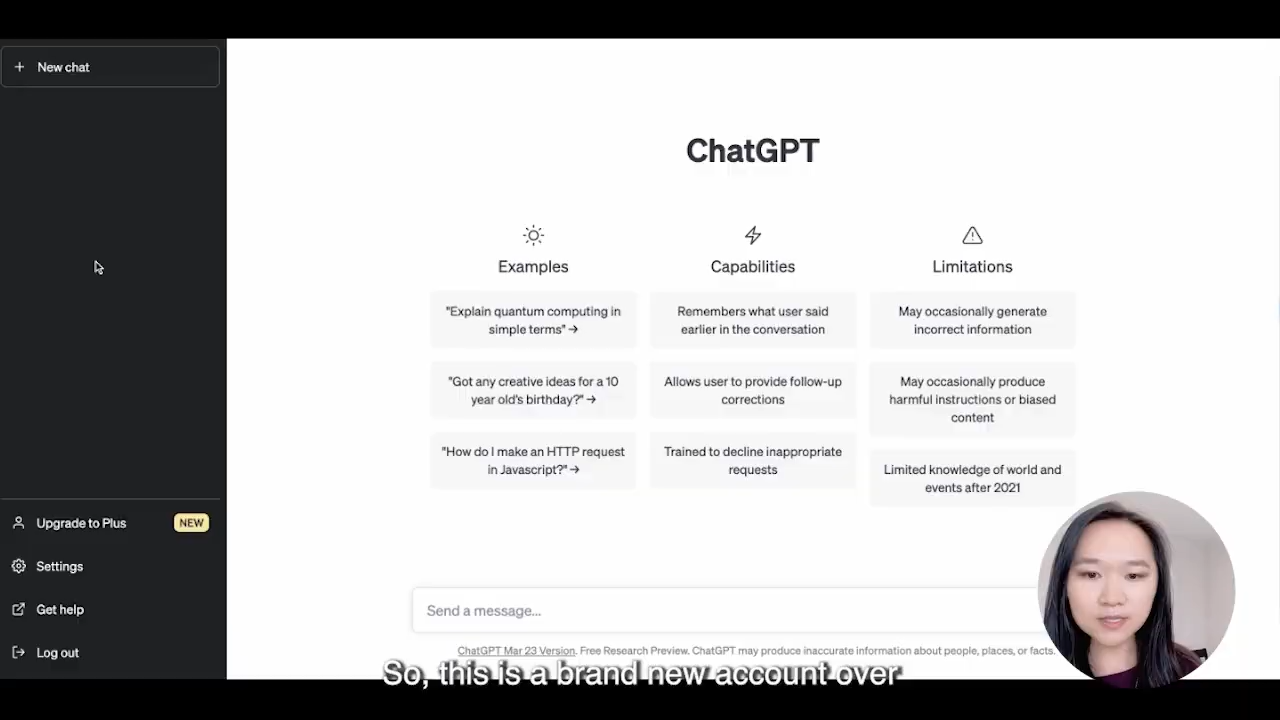 New chat
ChatGPT
Examples
"Explain quantum computing in
simple terms" →
"Got any creative ideas for a 10
year old's birthday?" →
"How do I make an HTTP request
in Javascript?" →
Capabilities
Remembers what user said
earlier in the conversation
Allows user to provide follow-up
corrections
Trained to decline inappropriate
requests
Limitations
May occasionally generate
incorrect information
May occasionally produce
harmful instructions or biased
content
Limited knowledge of world and
events after 2021
Upgrade to Plus NEW
Settings
Get help
Log out
Send a message...
ChatGPT Mar 23 Version. Free Research Preview. ChatGPT may produce inaccurate information about people, places, or facts.
So, this is a brand new account over